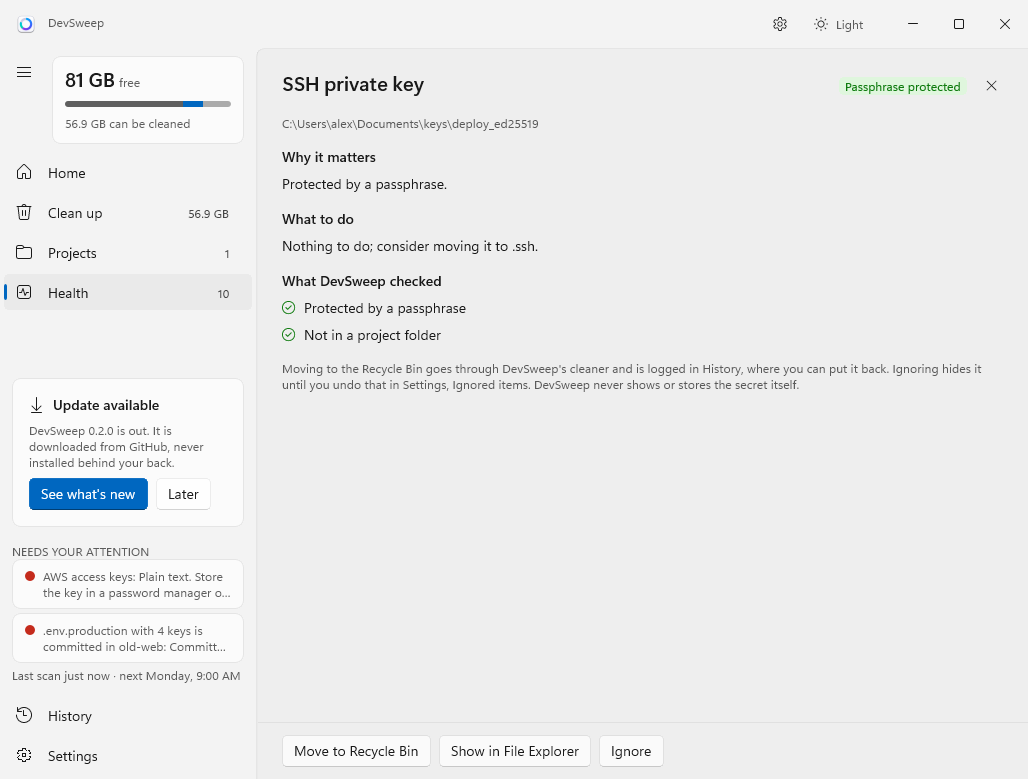 DevSweep
Light
81 GB free
56.9 GB can be cleaned
Home
Clean up 56.9 GB
Projects 1
Health 10
Update available
DevSweep 0.2.0 is out. It is
downloaded from GitHub, never
installed behind your back.
See what's new
Later
NEEDS YOUR ATTENTION
AWS access keys: Plain text. Store
the key in a password manager o...
.env.production with 4 keys is
committed in old-web: Committ...
Last scan just now · next Monday, 9:00 AM
History
Settings
SSH private key
Passphrase protected
C:\Users\alex\Documents\keys\deploy_ed25519
Why it matters
Protected by a passphrase.
What to do
Nothing to do; consider moving it to .ssh.
What DevSweep checked
Protected by a passphrase
Not in a project folder
Moving to the Recycle Bin goes through DevSweep's cleaner and is logged in History, where you can put it back. Ignoring hides it
until you undo that in Settings, Ignored items. DevSweep never shows or stores the secret itself.
Move to Recycle Bin
Show in File Explorer
Ignore